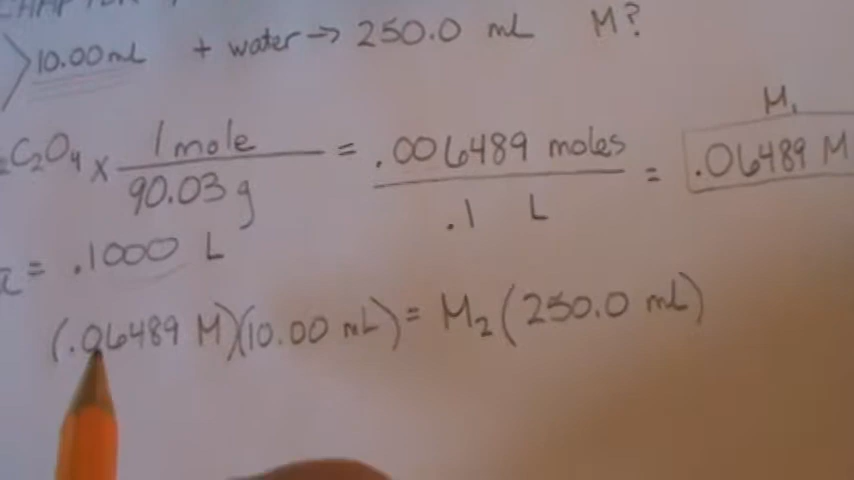 10.00 mL + water → 250.0 mL M?
C2O4 x 1 mole / 90.03 g = .006489 moles / .1 L = .06489 M
M1
= .1000 L
(.06489 M)(10.00 mL) = M2 (250.0 mL)